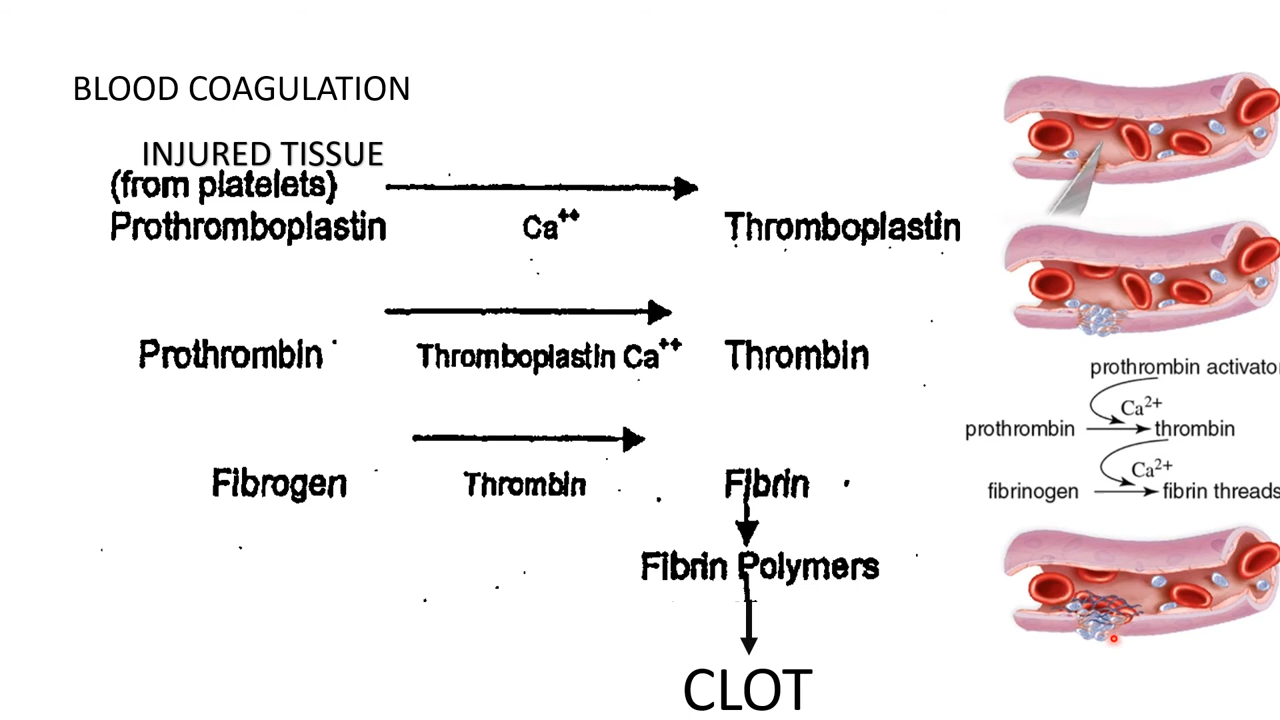 BLOOD COAGULATION
INJURED TISSUE
(from platelets)
Prothromboplastin
Ca++
Thromboplastin
Prothrombin
Thromboplastin Ca++
Thrombin
Fibrogen
Thrombin
Fibrin
Fibrin Polymers
CLOT
prothrombin activato
Ca2+
prothrombin
thrombin
Ca2+
fibrinogen
fibrin threads